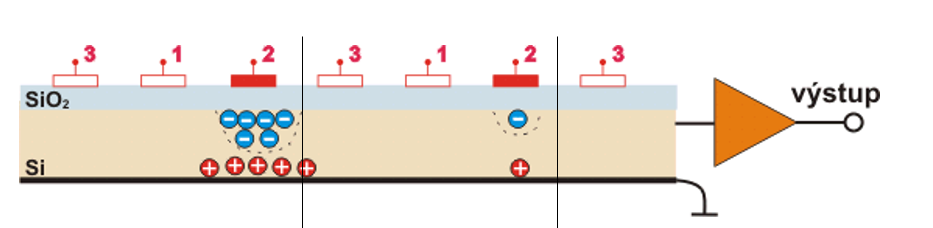 3 1 2 3 1 2 3
SiO₂
výstup
Si